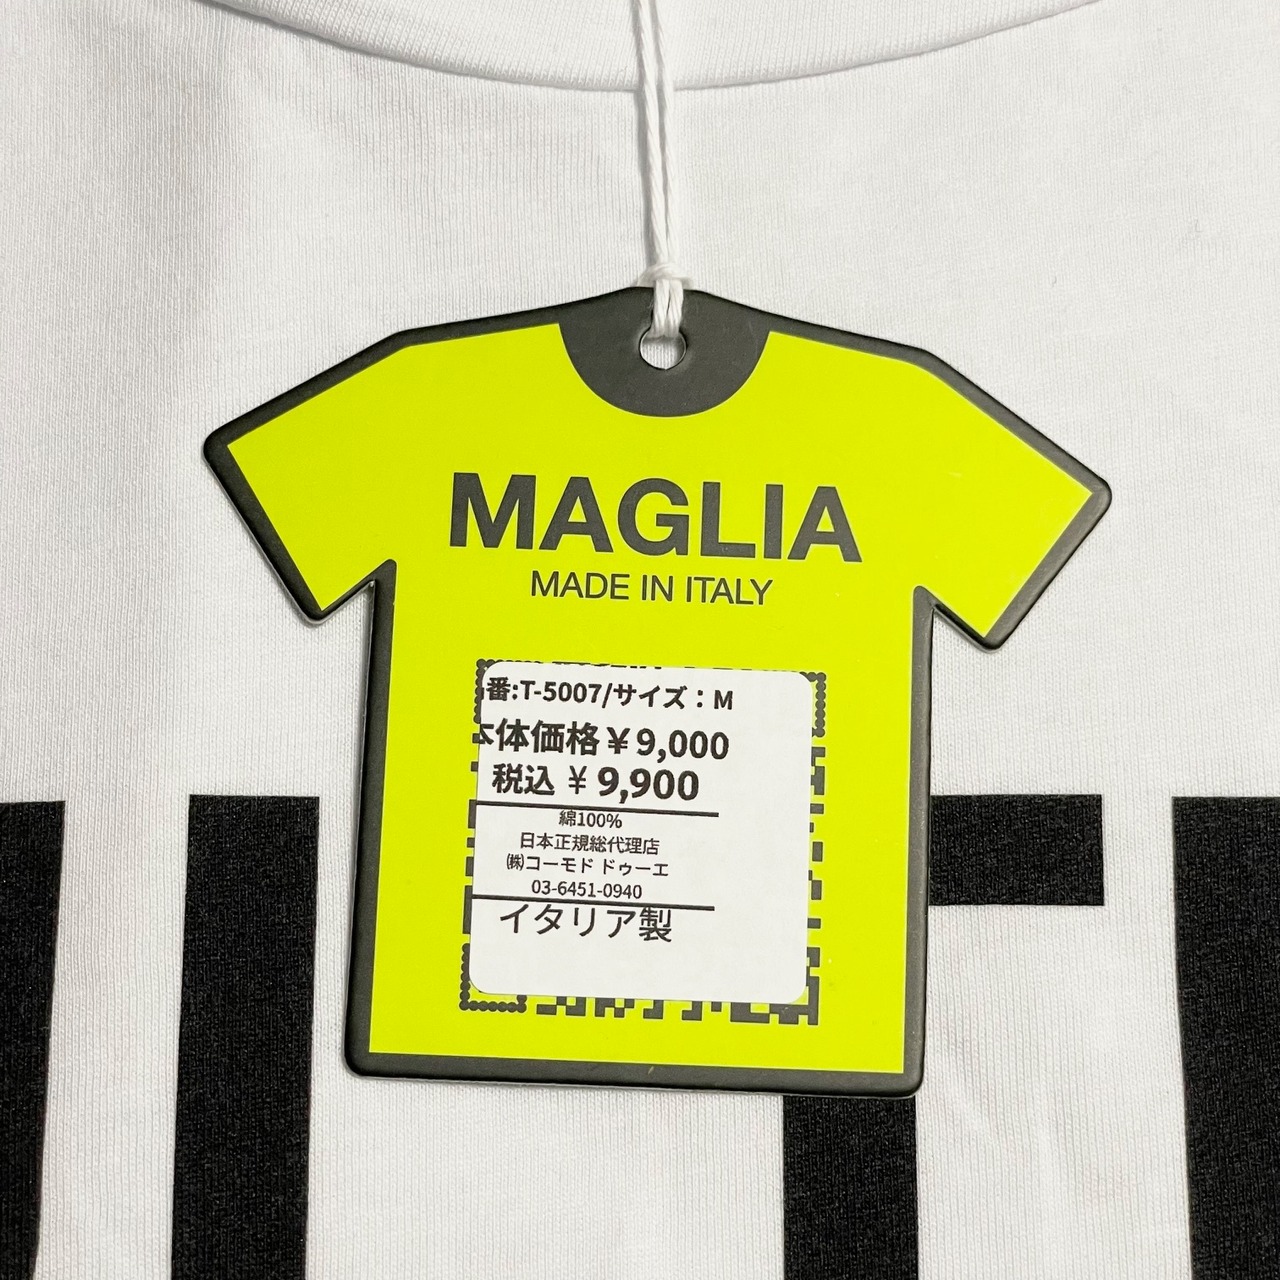 MAGLIA
MADE IN ITALY
番:T-5007/サイズ：M
体価格￥9,000
税込 ￥9,900
綿100%
日本正規総代理店
㈱コーモド ドゥーエ
03-6451-0940
イタリア製